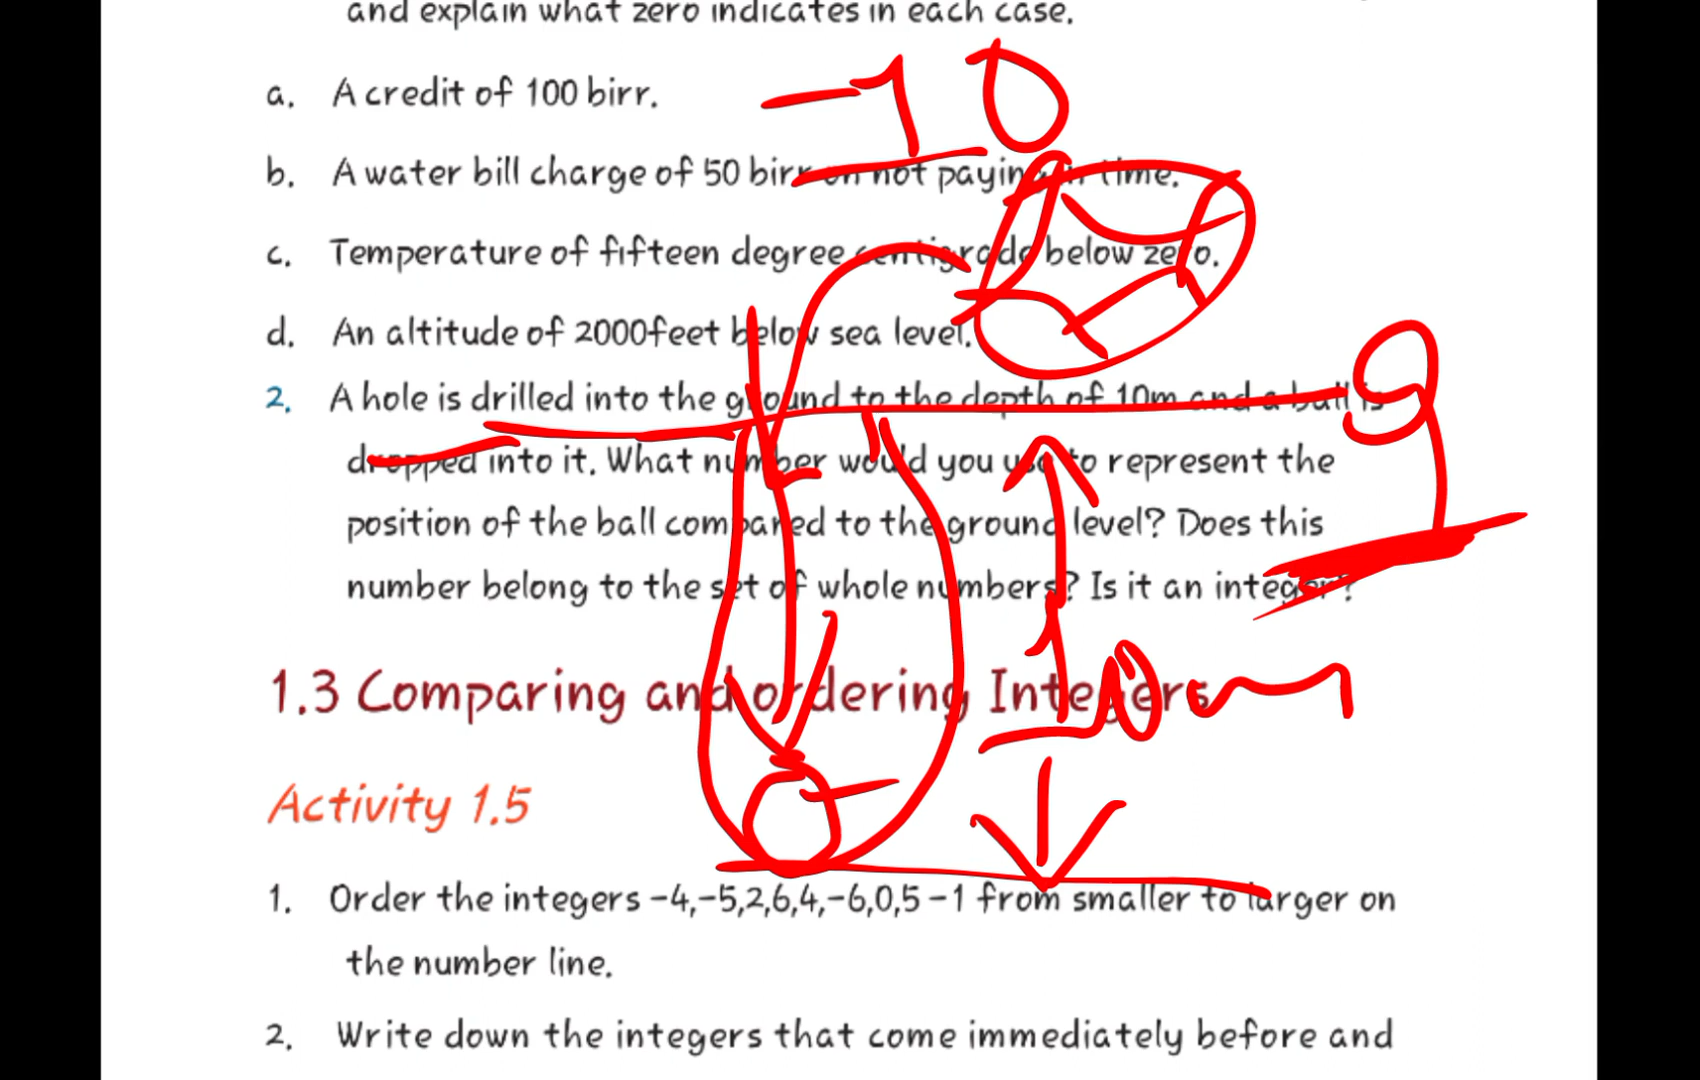 and explain what zero indicates in each case.
-10
a. A credit of 100 birr.
b. A water bill charge of 50 birr on not paying in time.
c. Temperature of fifteen degree centigrade below zero.
d. An altitude of 2000feet below sea level.
2. A hole is drilled into the ground to the depth of 10m and a ball is
dropped into it. What number would you use to represent the
position of the ball compared to the ground level? Does this
number belong to the set of whole numbers? Is it an integer?
1.3 Comparing and ordering Integers
10m
Activity 1.5
1. Order the integers −4,−5,2,6,4,−6,0,5 −1 from smaller to larger on
the number line.
2. Write down the integers that come immediately before and